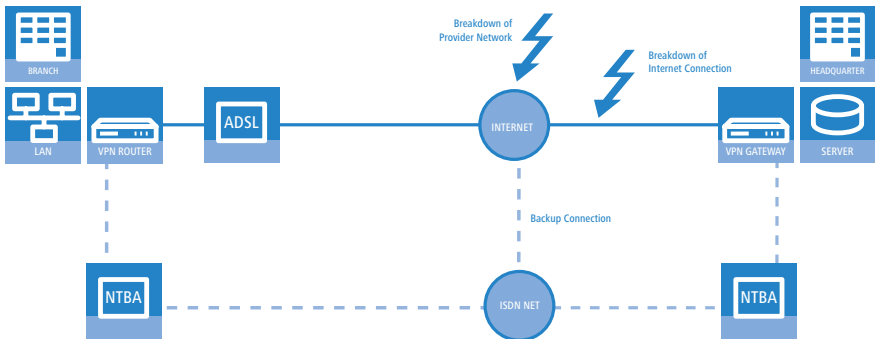 Breakdown of
Provider Network
Breakdown of
Internet Connection
BRANCH
HEADQUARTER
ADSL
INTERNET
LAN
VPN ROUTER
VPN GATEWAY
SERVER
Backup Connection
NTBA
ISDN NET
NTBA